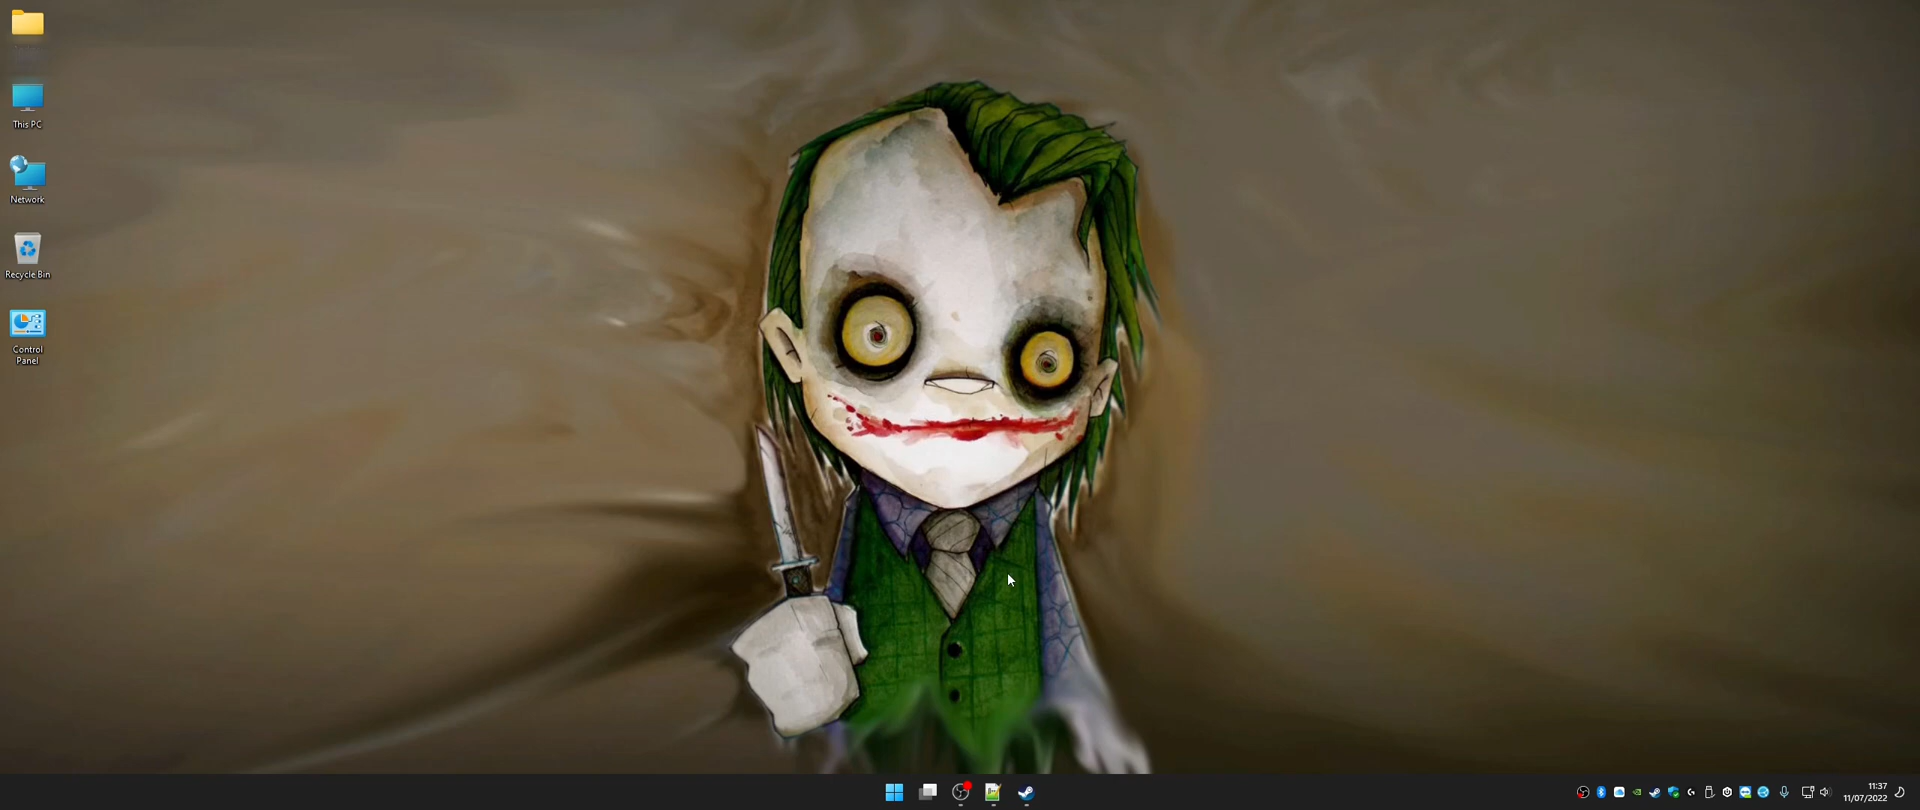 This PC
Network
Recycle Bin
Control
Panel
11:37
11/07/2022